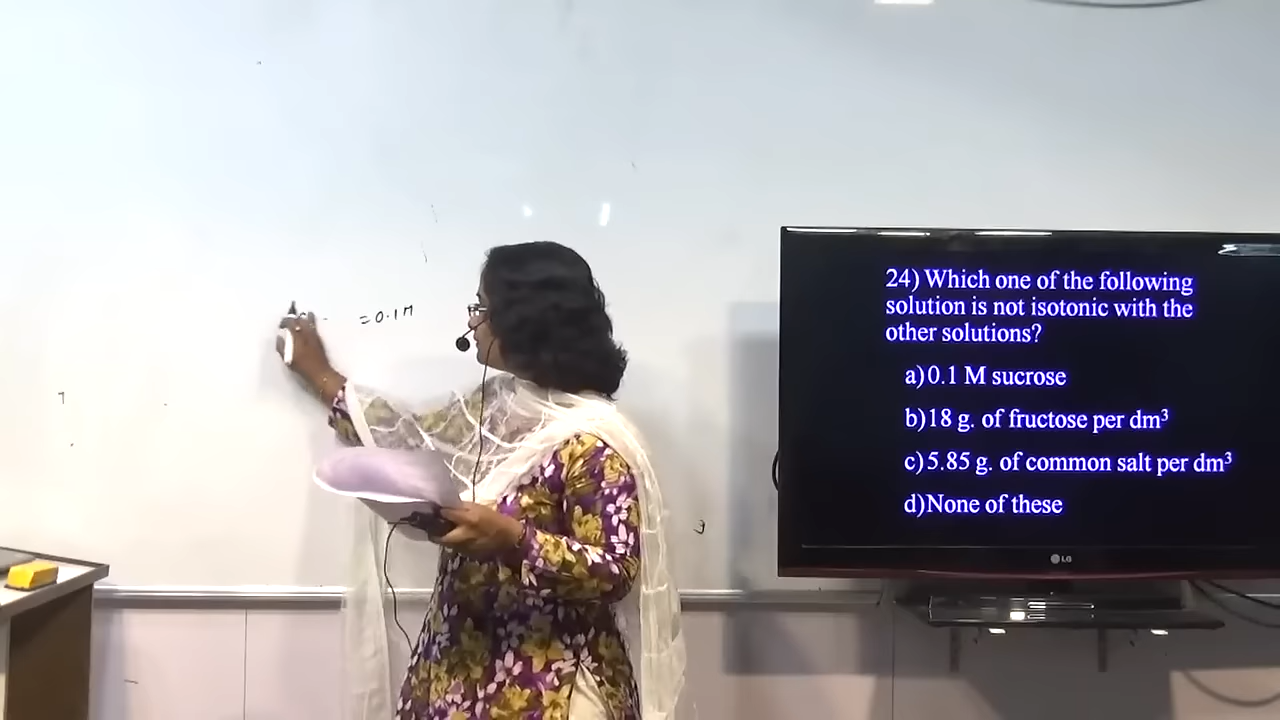 = 0.1M
24) Which one of the following
solution is not isotonic with the
other solutions?
a)0.1 M sucrose
b)18 g. of fructose per dm³
c)5.85 g. of common salt per dm³
d)None of these
LG